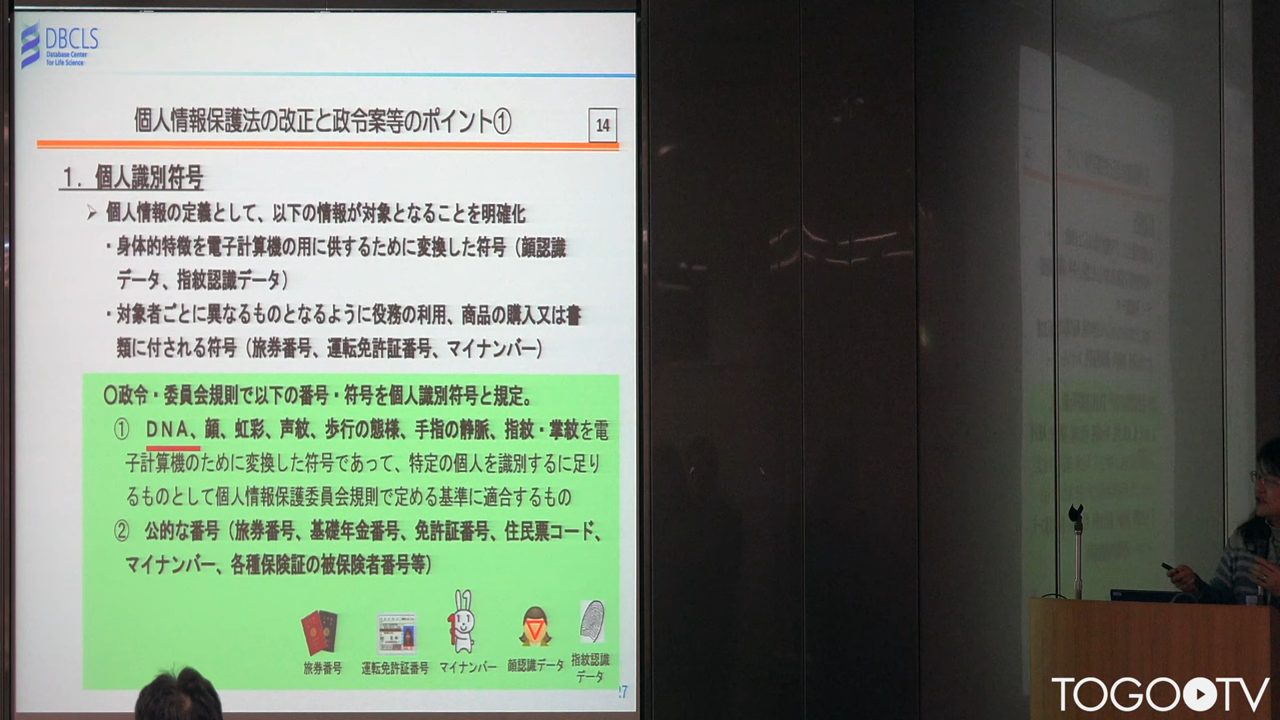 DBCLS
Database Center
for Life Science
個人情報保護法の改正と政令案等のポイント①
14
1．個人識別符号
➢ 個人情報の定義として、以下の情報が対象となることを明確化
・身体的特徴を電子計算機の用に供するために変換した符号（顔認識
データ、指紋認識データ）
・対象者ごとに異なるものとなるように役務の利用、商品の購入又は書
類に付される符号（旅券番号、運転免許証番号、マイナンバー）
〇政令・委員会規則で以下の番号・符号を個人識別符号と規定。
① DNA、顔、虹彩、声紋、歩行の態様、手指の静脈、指紋・掌紋を電
子計算機のために変換した符号であって、特定の個人を識別するに足り
るものとして個人情報保護委員会規則で定める基準に適合するもの
② 公的な番号（旅券番号、基礎年金番号、免許証番号、住民票コード、
マイナンバー、各種保険証の被保険者番号等）
旅券番号
運転免許証番号
マイナンバー
顔認識データ
指紋認識
データ
27
TOGOTV